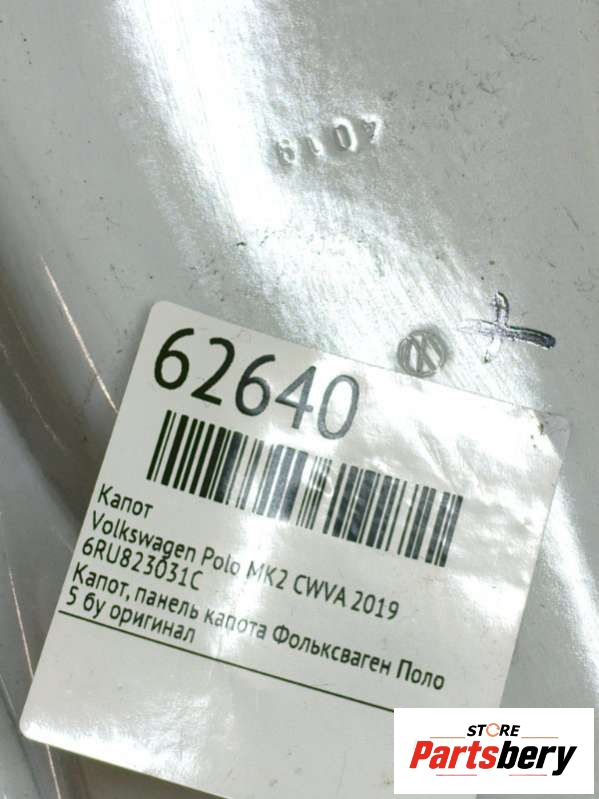 62640
Капот
Volkswagen Polo MK2 CWVA 2019
6RU823031C
Капот, панель капота Фольксваген Поло
5 бу оригинал
STORE
Partsbery